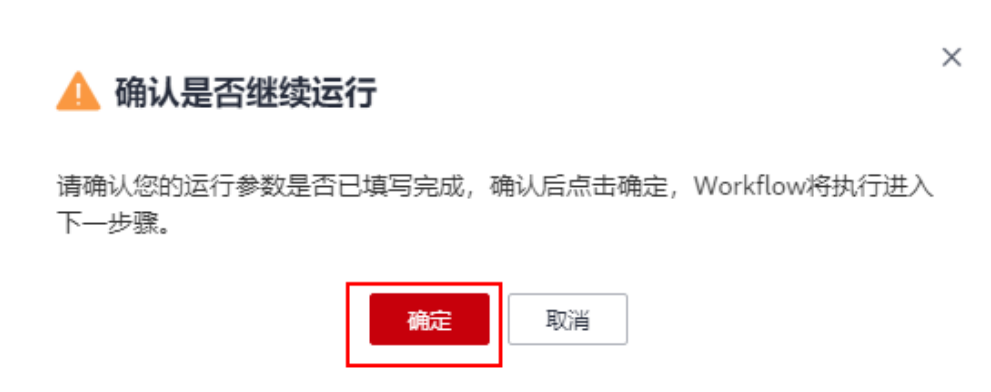 确认是否继续运行
请确认您的运行参数是否已填写完成，确认后点击确定，Workflow将执行进入
下一步骤。
确定
取消